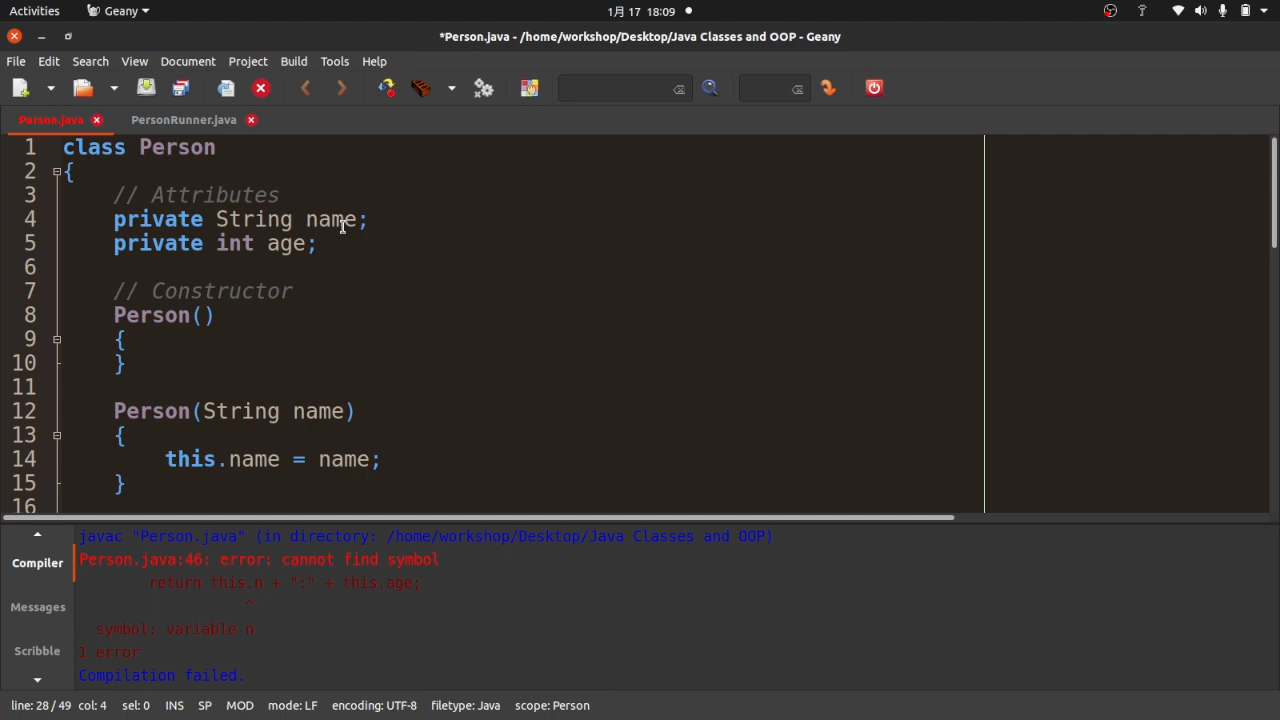 Activities Geany 1月 17 18:09
*Person.java - /home/workshop/Desktop/Java Classes and OOP - Geany
File Edit Search View Document Project Build Tools Help
Person.java PersonRunner.java
1 class Person
2 {
3 // Attributes
4 private String name;
5 private int age;
6
7 // Constructor
8 Person()
9 {
10 }
11
12 Person(String name)
13 {
14 this.name = name;
15 }
16
Compiler
Messages
Scribble
javac "Person.java" (in directory: /home/workshop/Desktop/Java Classes and OOP)
Person.java:46: error: cannot find symbol
return this.n + ":" + this.age;
^
symbol: variable n
1 error
Compilation failed.
line: 28 / 49 col: 4 sel: 0 INS SP MOD mode: LF encoding: UTF-8 filetype: Java scope: Person